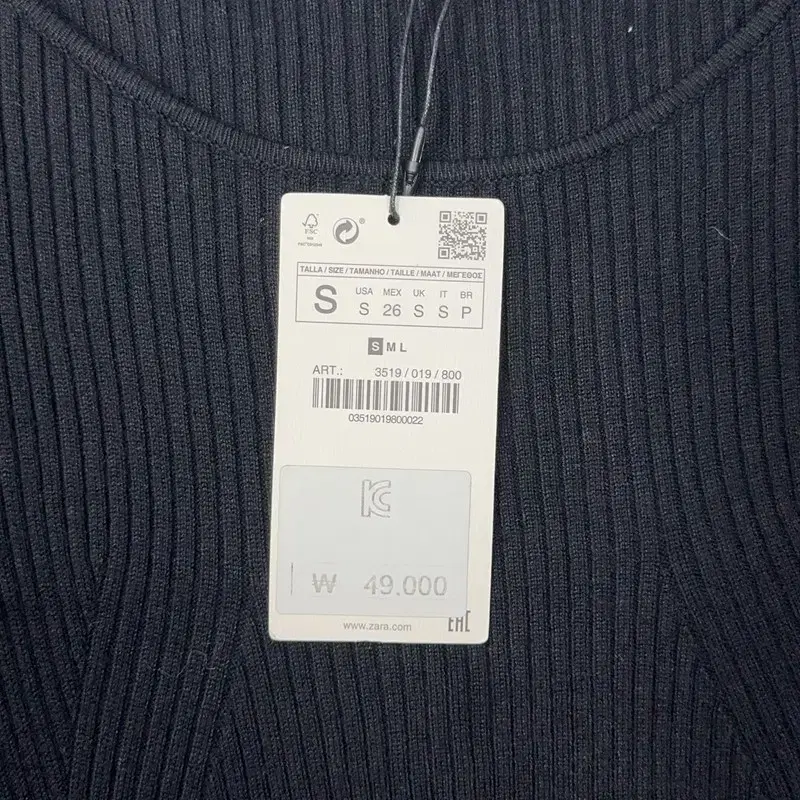 FSC
TALLA / SIZE / TAMANHO / TAILLE / MAAT / ΜΕΓΕΘΟΣ
S
USA MEX UK IT BR
S 26 S S P
S M L
ART.: 3519 / 019 / 800
03519019800022
KC
₩ 49.000
www.zara.com EAC